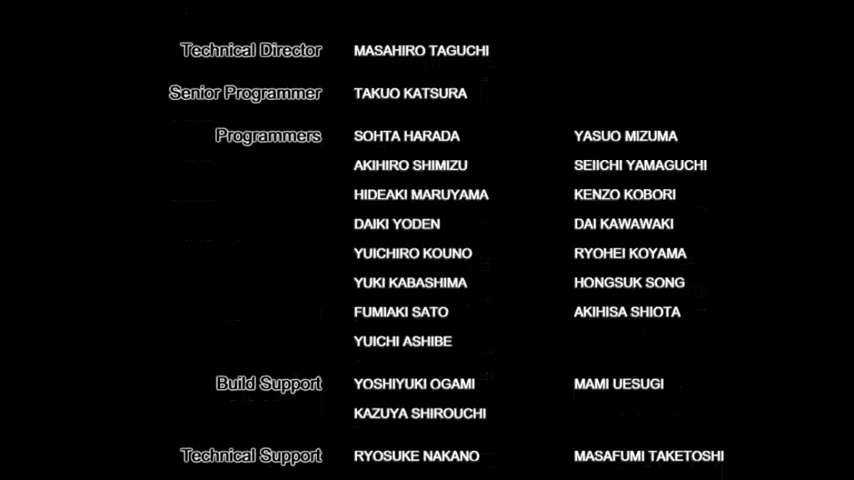 Technical Director MASAHIRO TAGUCHI
Senior Programmer TAKUO KATSURA
Programmers SOHTA HARADA YASUO MIZUMA
AKIHIRO SHIMIZU SEIICHI YAMAGUCHI
HIDEAKI MARUYAMA KENZO KOBORI
DAIKI YODEN DAI KAWAWAKI
YUICHIRO KOUNO RYOHEI KOYAMA
YUKI KABASHIMA HONGSUK SONG
FUMIAKI SATO AKIHISA SHIOTA
YUICHI ASHIBE
Build Support YOSHIYUKI OGAMI MAMI UESUGI
KAZUYA SHIROUCHI
Technical Support RYOSUKE NAKANO MASAFUMI TAKETOSHI